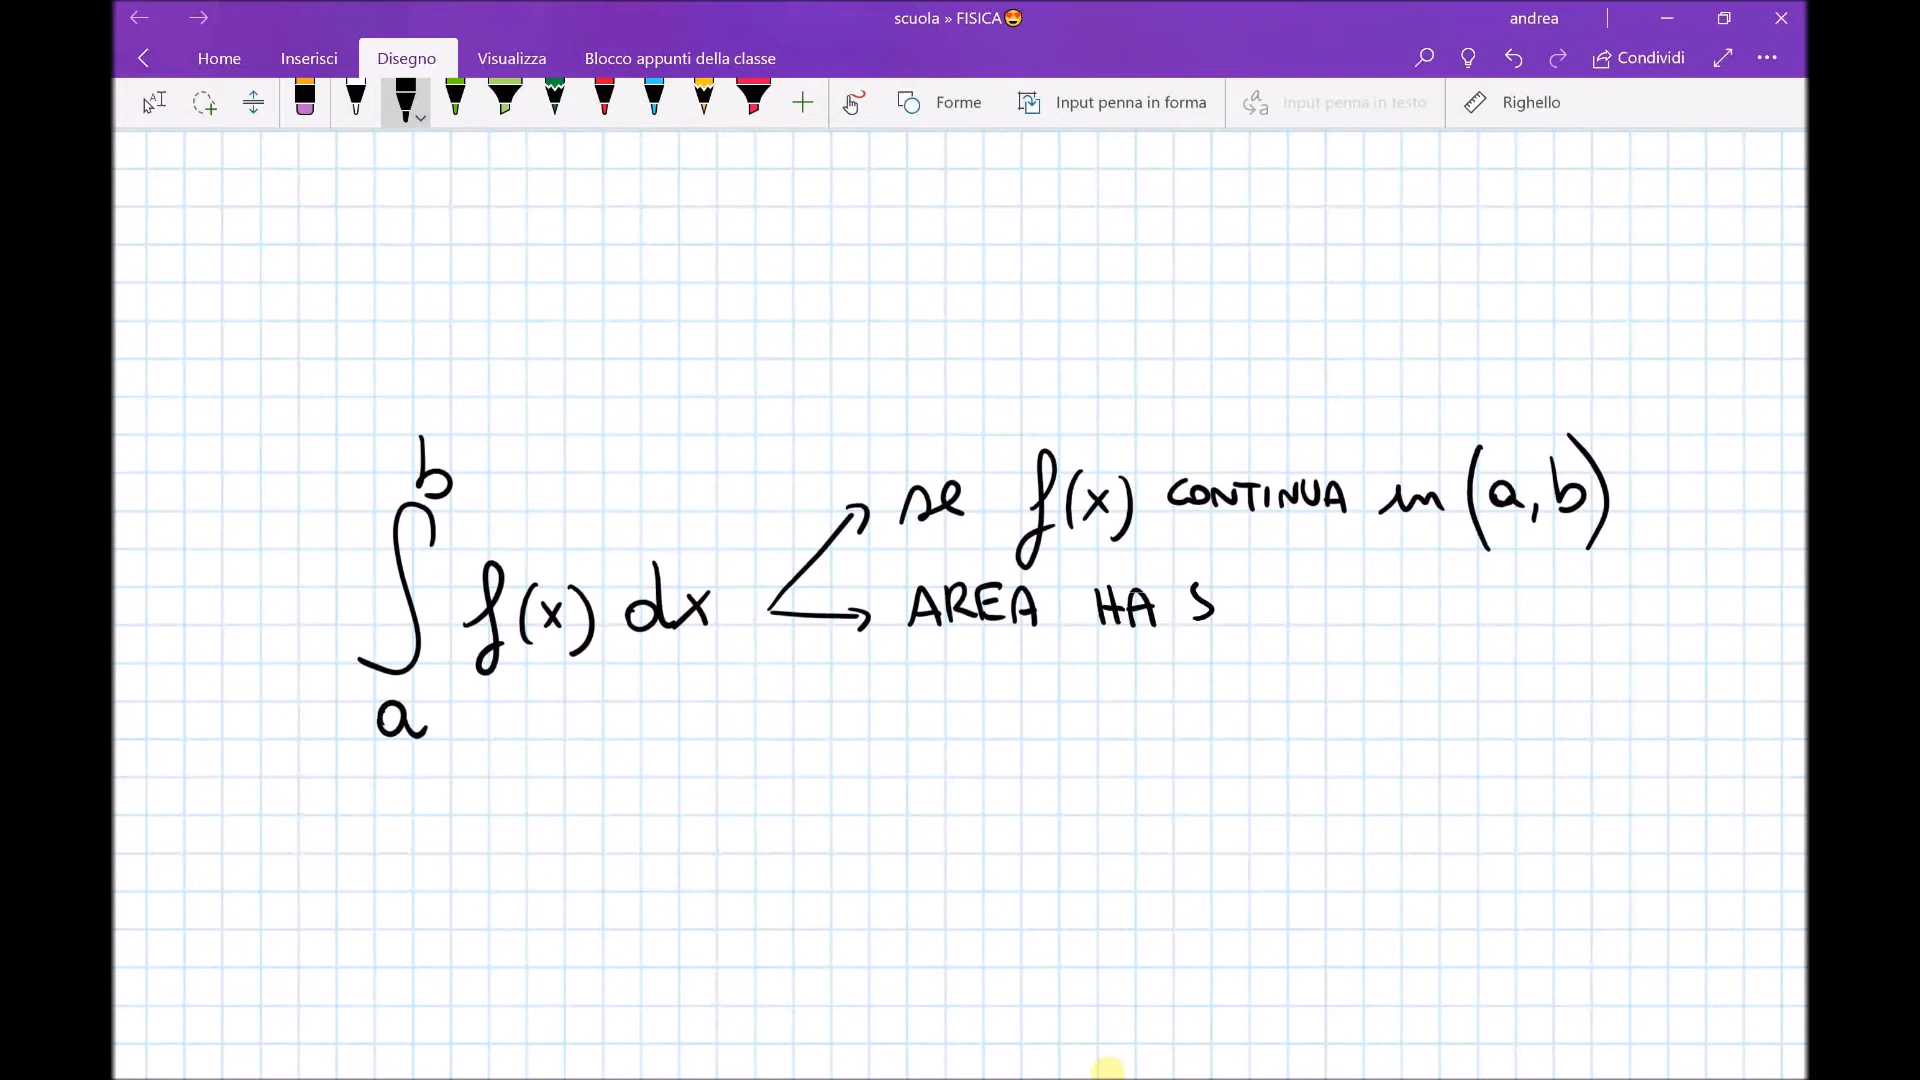 scuola » FISICA😍
andrea
Home Inserisci Disegno Visualizza Blocco appunti della classe
Condividi
Forme Input penna in forma Input penna in testo Righello
b
∫ f(x) dx
a
se f(x) CONTINUA in (a, b)
AREA HA S